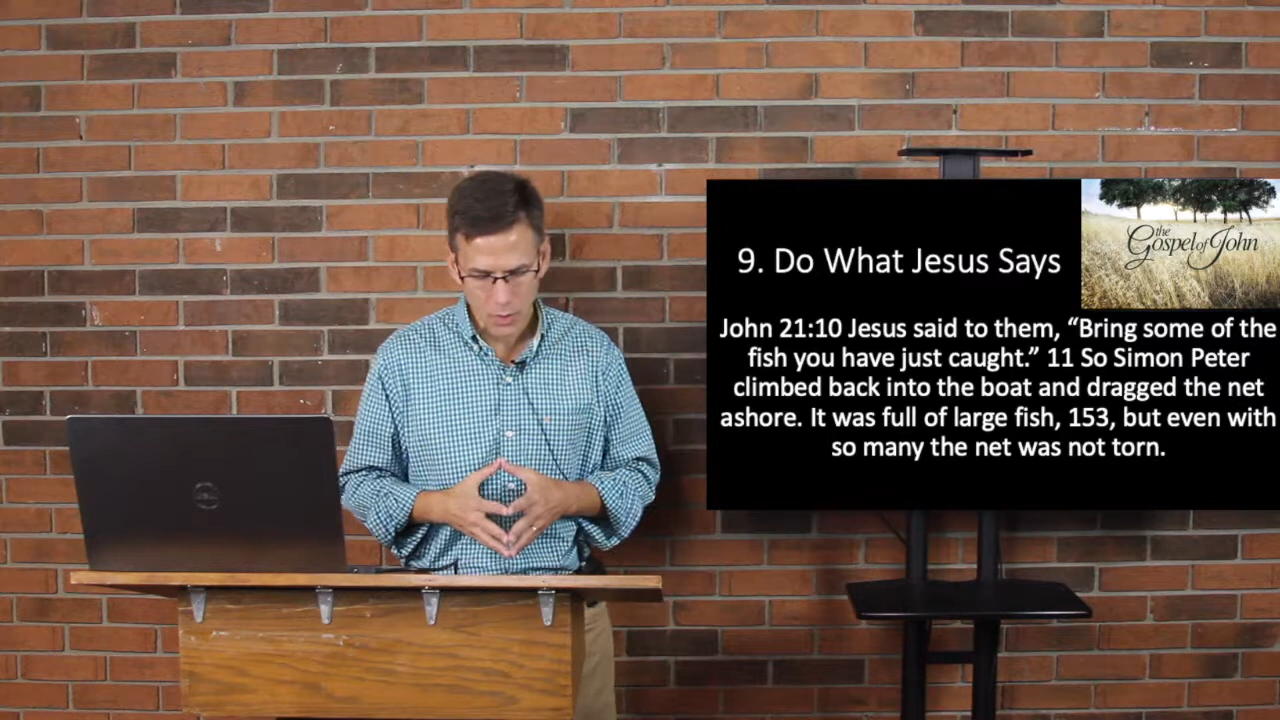 9. Do What Jesus Says
the
Gospel of John
John 21:10 Jesus said to them, “Bring some of the
fish you have just caught.” 11 So Simon Peter
climbed back into the boat and dragged the net
ashore. It was full of large fish, 153, but even with
so many the net was not torn.
DELL